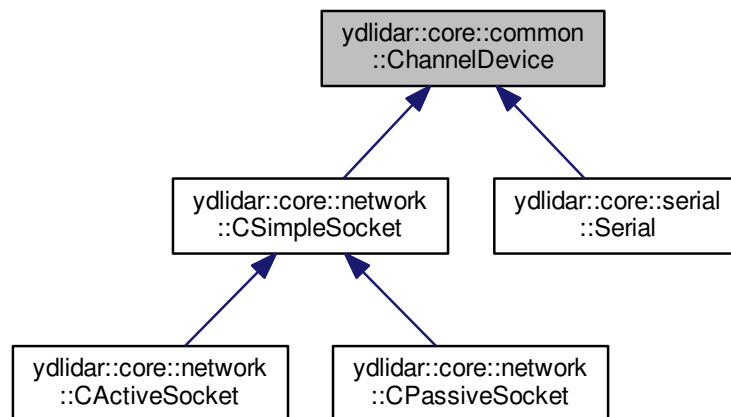 ydlidar::core::common
::ChannelDevice
ydlidar::core::network
::CSimpleSocket
ydlidar::core::serial
::Serial
ydlidar::core::network
::CActiveSocket
ydlidar::core::network
::CPassiveSocket